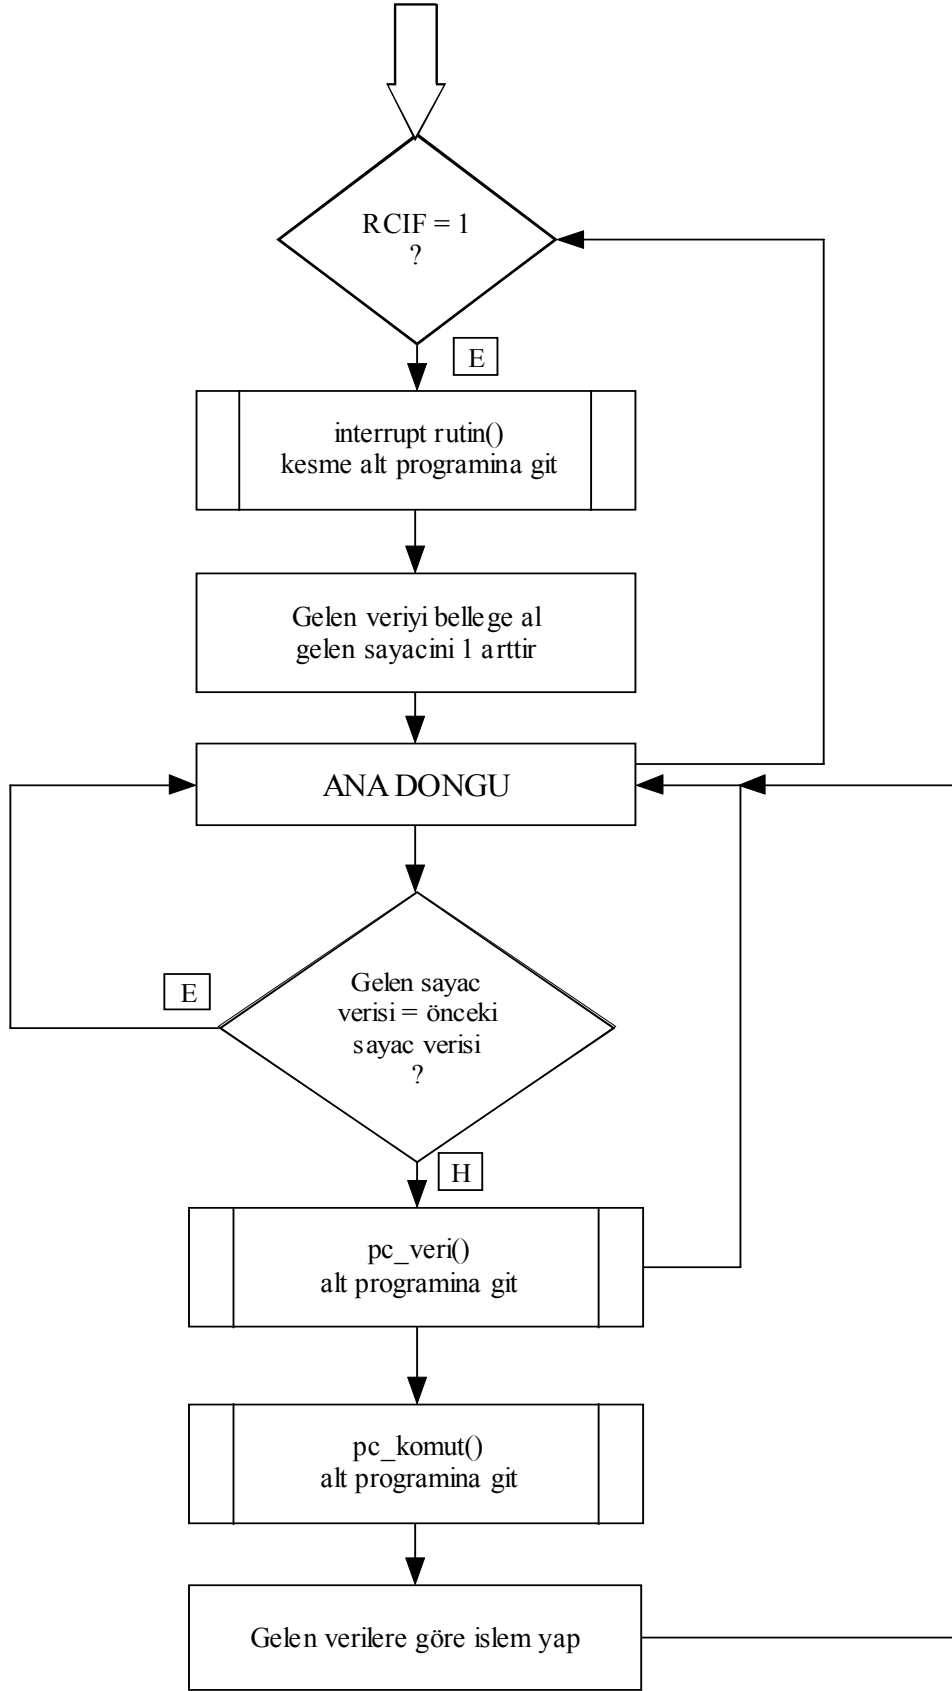 RCIF = 1
?
E
interrupt rutin()
kesme alt programina git
Gelen veriyi bellege al
gelen sayacini 1 arttir
ANA DONGU
E
Gelen sayac
verisi = önceki
sayac verisi
?
H
pc_veri()
alt programina git
pc_komut()
alt programina git
Gelen verilere göre islem yap